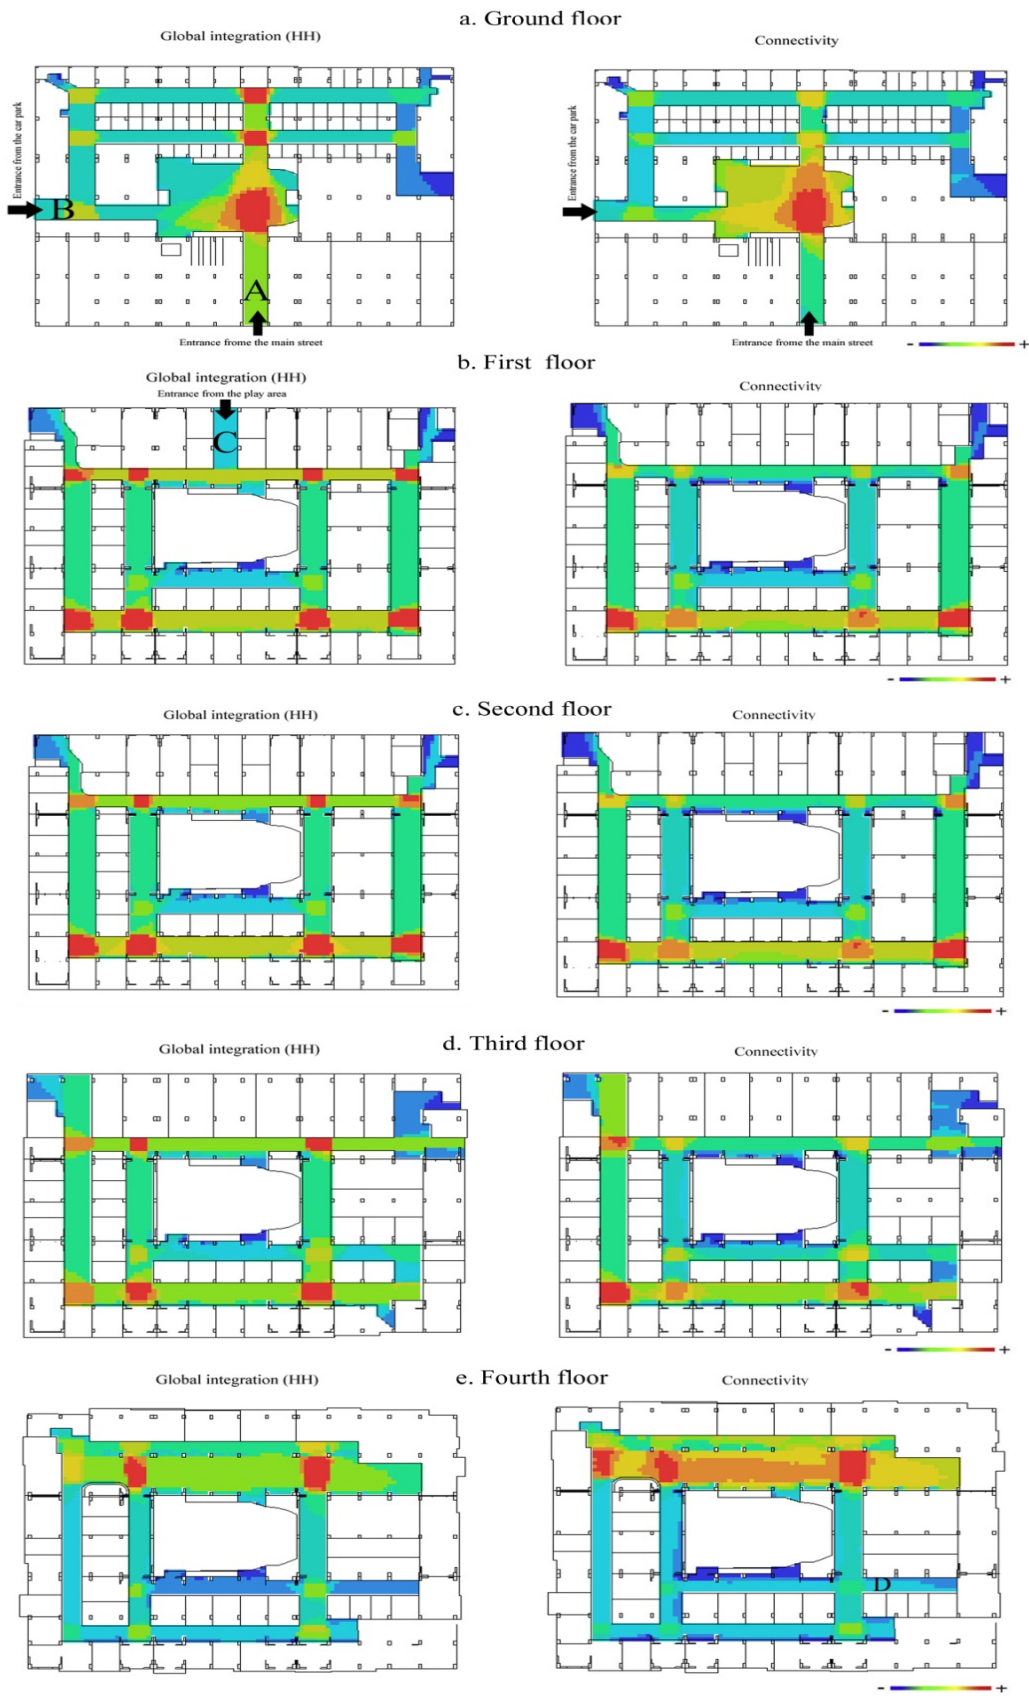 a. Ground floor
Global integration (HH)
Connectivity
Entrance from the car park
Entrance from the car park
B
A
Entrance frome the main street
Entrance frome the main street
- +
b. First floor
Global integration (HH)
Connectivity
Entrance from the play area
C
- +
c. Second floor
Global integration (HH)
Connectivity
- +
d. Third floor
Global integration (HH)
Connectivity
- +
e. Fourth floor
Global integration (HH)
Connectivity
D
- +